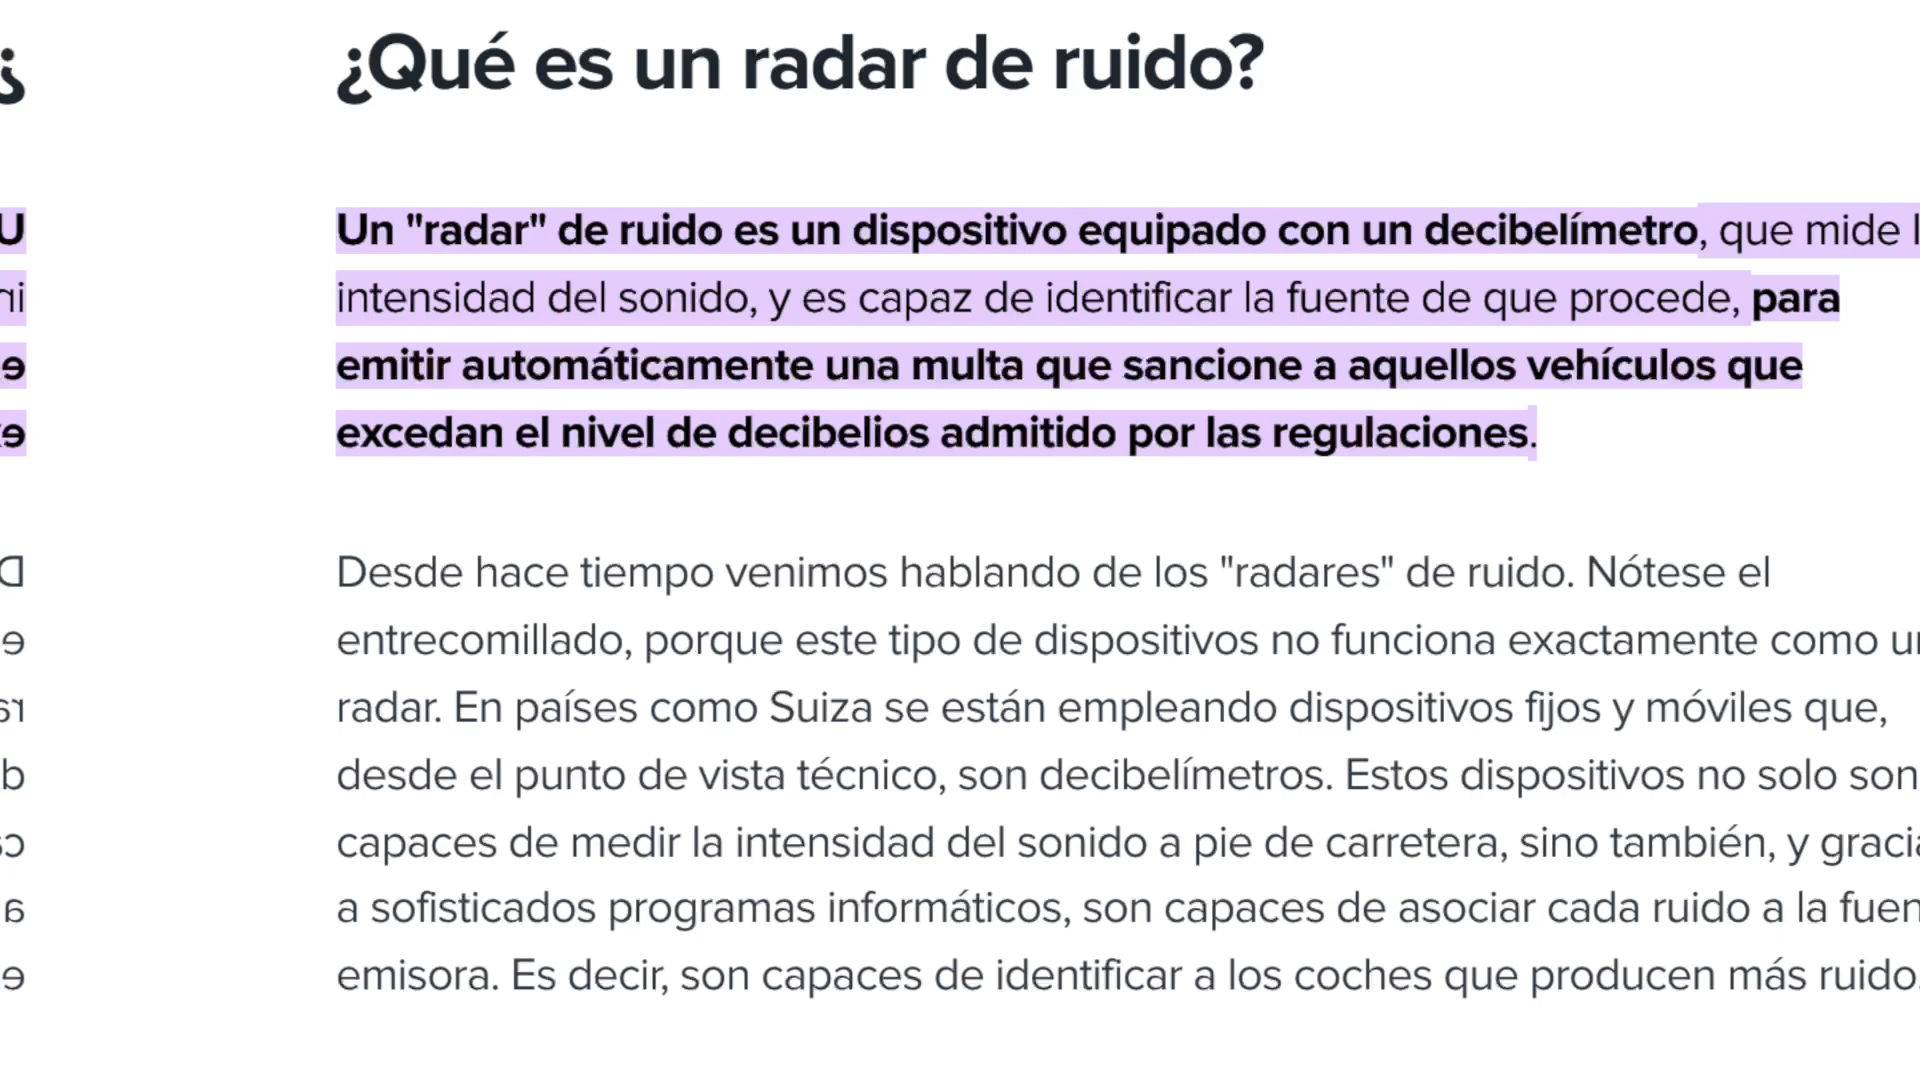 ¿Qué es un radar de ruido?
Un "radar" de ruido es un dispositivo equipado con un decibelímetro, que mide
intensidad del sonido, y es capaz de identificar la fuente de que procede, para
emitir automáticamente una multa que sancione a aquellos vehículos que
excedan el nivel de decibelios admitido por las regulaciones.
Desde hace tiempo venimos hablando de los "radares" de ruido. Nótese el
entrecomillado, porque este tipo de dispositivos no funciona exactamente como
radar. En países como Suiza se están empleando dispositivos fijos y móviles que,
desde el punto de vista técnico, son decibelímetros. Estos dispositivos no solo son
capaces de medir la intensidad del sonido a pie de carretera, sino también, y
a sofisticados programas informáticos, son capaces de asociar cada ruido a la
emisora. Es decir, son capaces de identificar a los coches que producen más ruido.